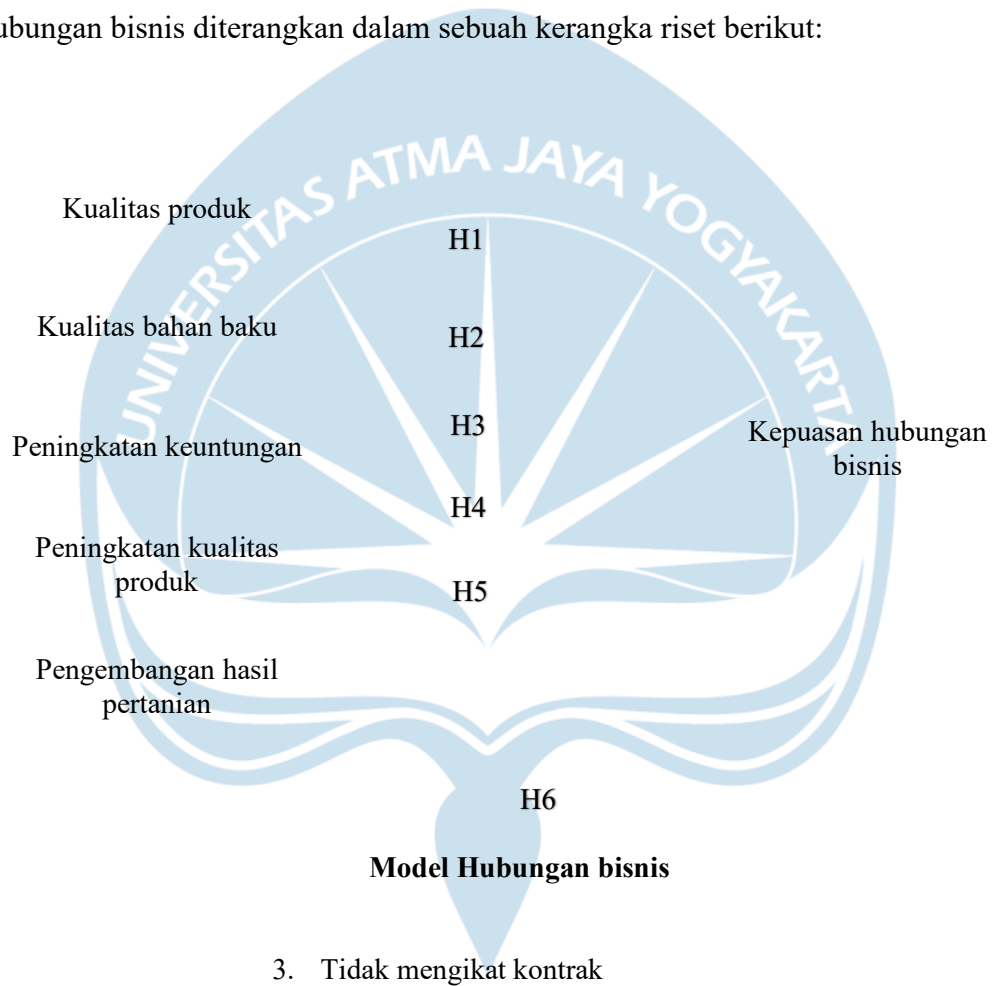 ubungan bisnis diterangkan dalam sebuah kerangka riset berikut:
UNIVERSITAS ATMA JAYA YOGYAKARTA
Kualitas produk
H1
Kualitas bahan baku
H2
H3
Peningkatan keuntungan
Kepuasan hubungan
bisnis
H4
Peningkatan kualitas
produk
H5
Pengembangan hasil
pertanian
H6
Model Hubungan bisnis
3. Tidak mengikat kontrak